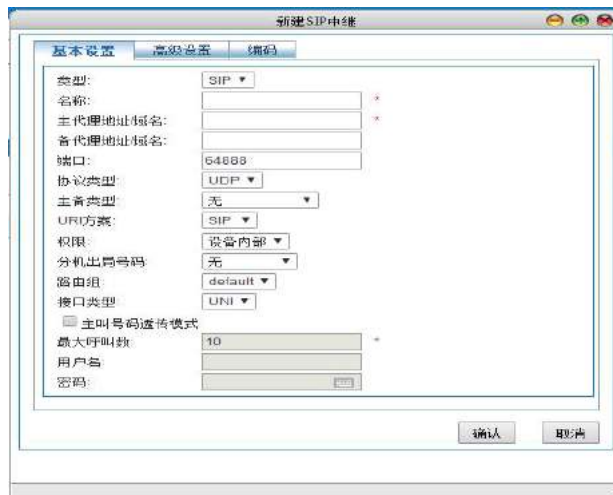 新建SIP中继
基本设置 高级设置 编码
类型: SIP
名称: *
主代理地址/域名: *
备代理地址/域名:
端口: 64888
协议类型: UDP
主备类型: 无
URI方案: SIP
权限: 设备内部
分机出局号码: 无
路由组: default
接口类型 UNI
主叫号码透传模式
最大呼叫数 10 *
用户名:
密码:
确认 取消